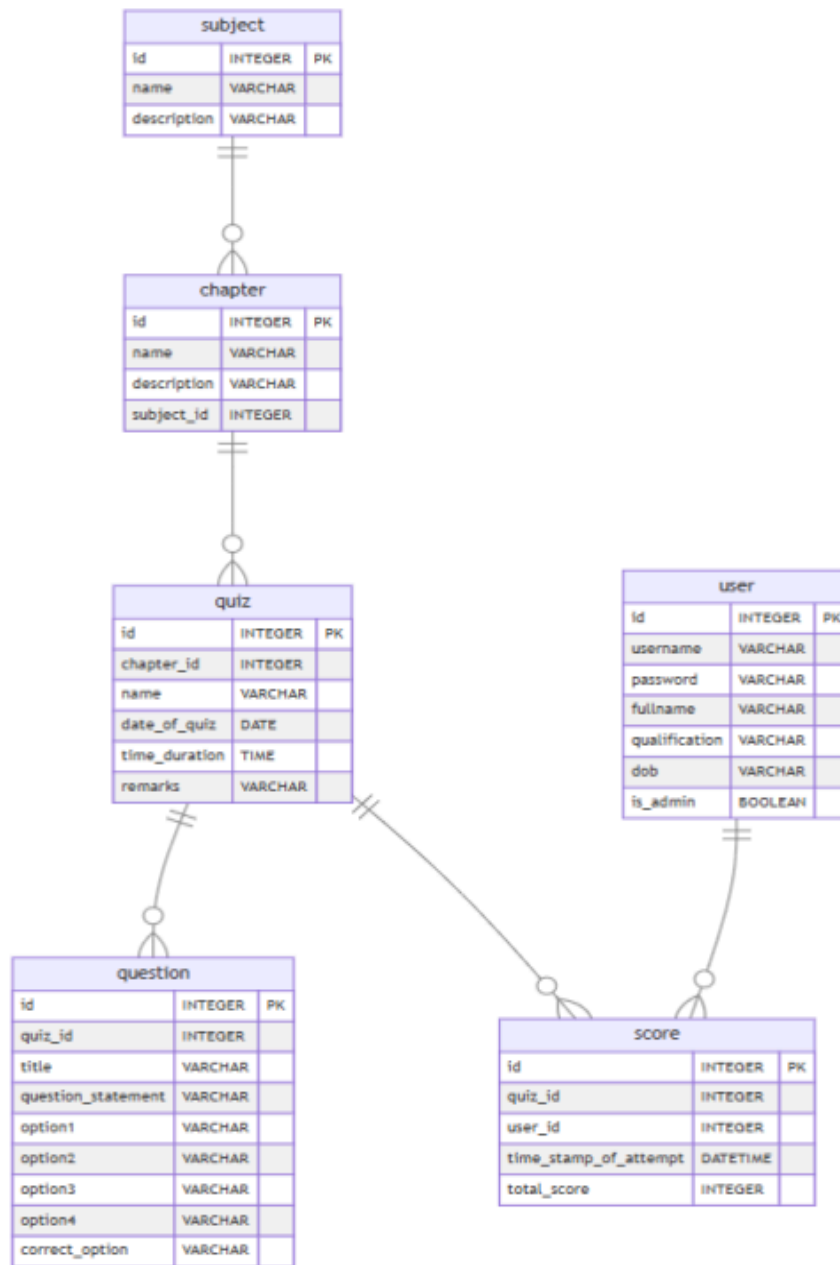 subject
id INTEGER PK
name VARCHAR
description VARCHAR
chapter
id INTEGER PK
name VARCHAR
description VARCHAR
subject_id INTEGER
quiz
id INTEGER PK
chapter_id INTEGER
name VARCHAR
date_of_quiz DATE
time_duration TIME
remarks VARCHAR
user
id INTEGER PK
username VARCHAR
password VARCHAR
fullname VARCHAR
qualification VARCHAR
dob VARCHAR
is_admin BOOLEAN
question
id INTEGER PK
quiz_id INTEGER
title VARCHAR
question_statement VARCHAR
option1 VARCHAR
option2 VARCHAR
option3 VARCHAR
option4 VARCHAR
correct_option VARCHAR
score
id INTEGER PK
quiz_id INTEGER
user_id INTEGER
time_stamp_of_attempt DATETIME
total_score INTEGER